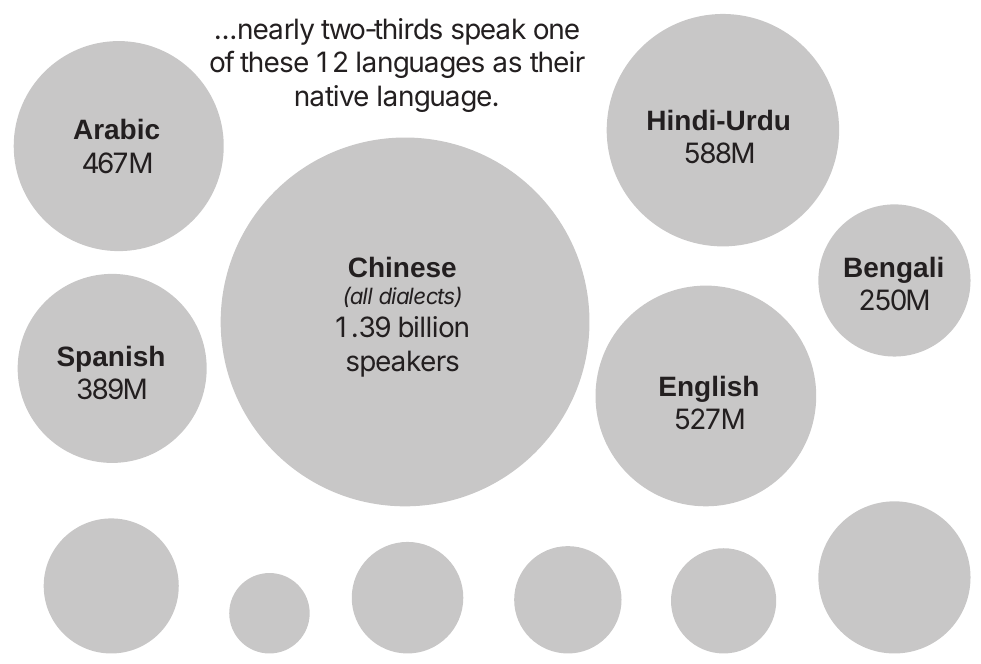 ...nearly two-thirds speak one
of these 12 languages as their
native language.
Arabic
467M
Hindi-Urdu
588M
Chinese
(all dialects)
1.39 billion
speakers
Bengali
250M
Spanish
389M
English
527M